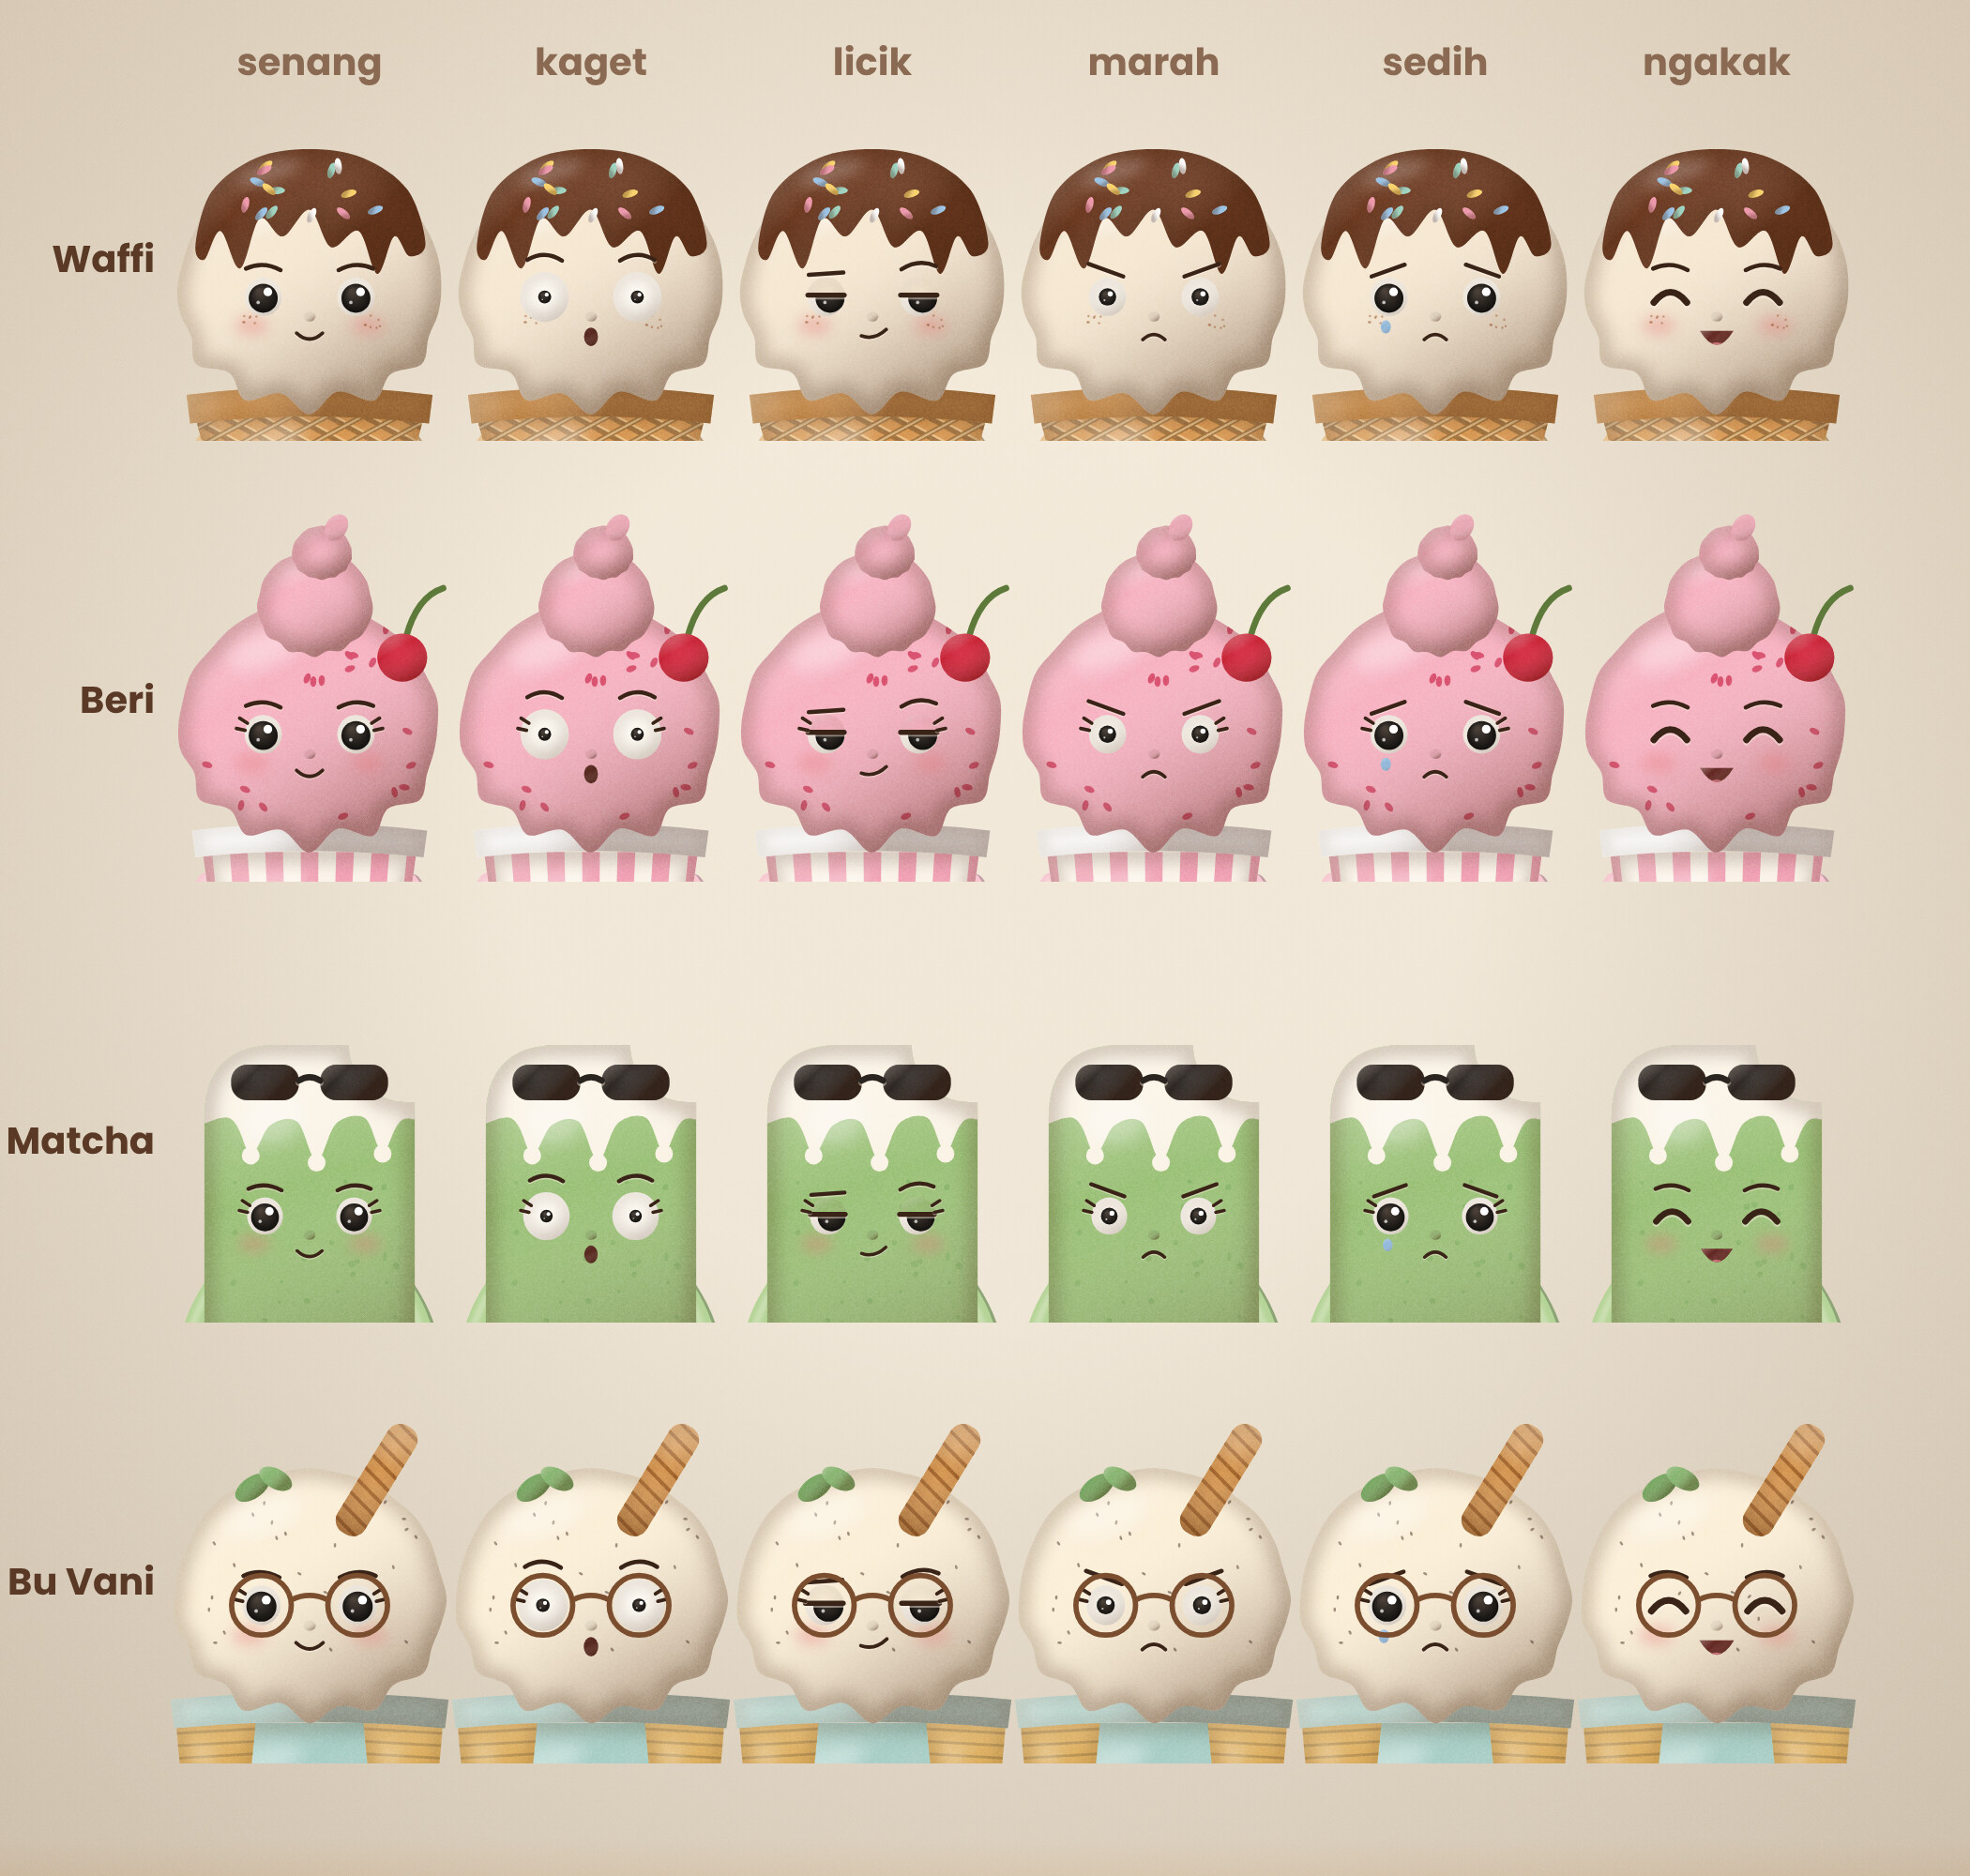 senang kaget licik marah sedih ngakak
Waffi
Beri
Matcha
Bu Vani